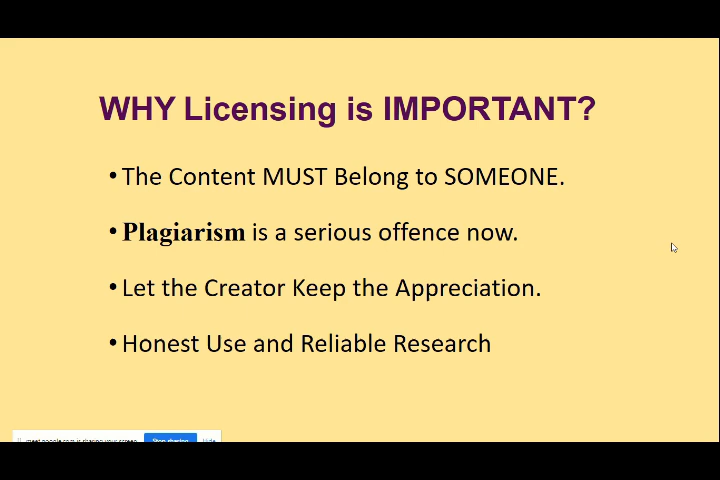 WHY Licensing is IMPORTANT?
• The Content MUST Belong to SOMEONE.
• Plagiarism is a serious offence now.
• Let the Creator Keep the Appreciation.
• Honest Use and Reliable Research
meet.google.com is sharing your screen. Stop sharing Hide